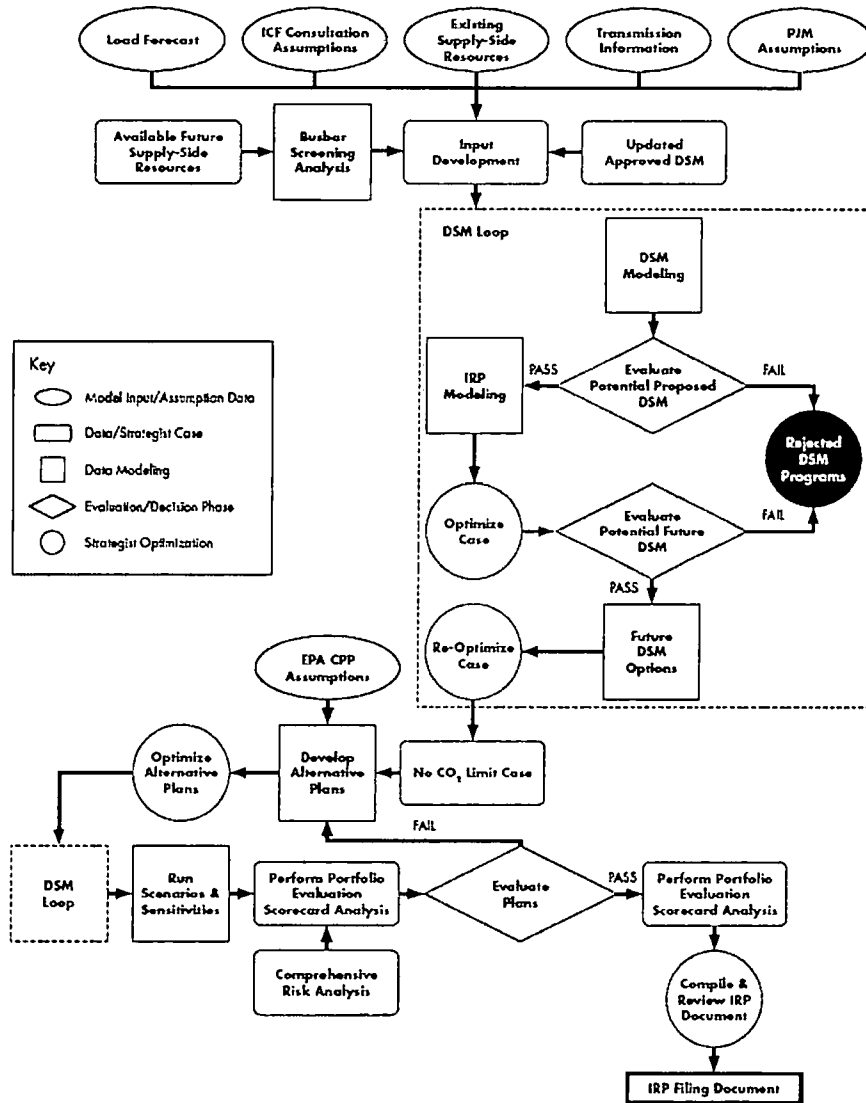 Load Forecast
ICF Consultation
Assumptions
Existing
Supply-Side
Resources
Transmission
Information
PJM
Assumptions
Available Future
Supply-Side
Resources
Busbar
Screening
Analysis
Input
Development
Updated
Approved DSM
DSM Loop
DSM
Modeling
Key
Model Input/Assumption Data
Data/Strategist Case
Data Modeling
Evaluation/Decision Phase
Strategist Optimization
IRP
Modeling
PASS
Evaluate
Potential Proposed
DSM
FAIL
Rejected
DSM
Programs
Optimize
Case
Evaluate
Potential Future
DSM
FAIL
PASS
Re-Optimize
Case
Future
DSM
Options
EPA CPP
Assumptions
Optimize
Alternative
Plans
Develop
Alternative
Plans
No CO₂ Limit Case
FAIL
DSM
Loop
Run
Scenarios &
Sensitivities
Perform Portfolio
Evaluation
Scorecard Analysis
Evaluate
Plans
PASS
Perform Portfolio
Evaluation
Scorecard Analysis
Comprehensive
Risk Analysis
Compile &
Review IRP
Document
IRP Filing Document